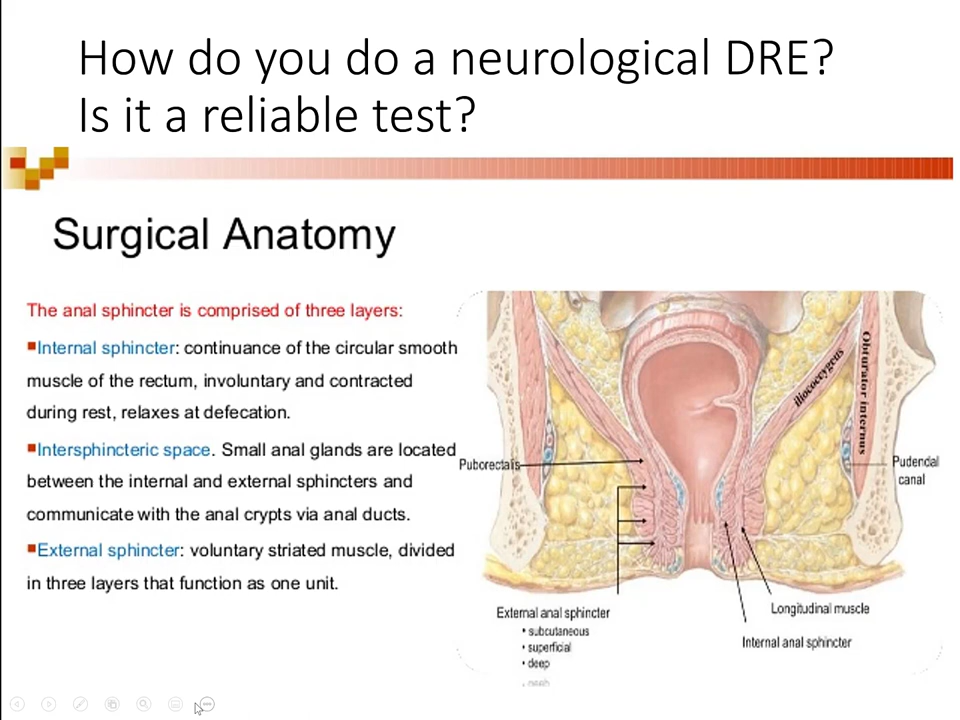 How do you do a neurological DRE?
Is it a reliable test?
Surgical Anatomy
The anal sphincter is comprised of three layers:
Internal sphincter: continuance of the circular smooth
muscle of the rectum, involuntary and contracted
during rest, relaxes at defecation.
Intersphincteric space. Small anal glands are located
between the internal and external sphincters and
communicate with the anal crypts via anal ducts.
External sphincter: voluntary striated muscle, divided
in three layers that function as one unit.
iliococcygeus
Obturator internus
Puborectalis
Pudendal
canal
External anal sphincter
• subcutaneous
• superficial
• deep
Longitudinal muscle
Internal anal sphincter